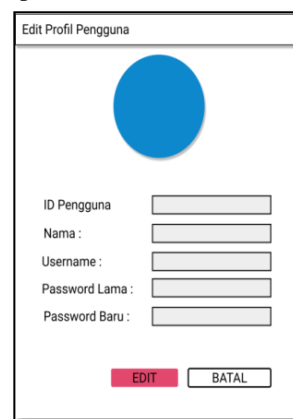 Edit Profil Pengguna
ID Pengguna
Nama :
Username :
Password Lama :
Password Baru :
EDIT BATAL